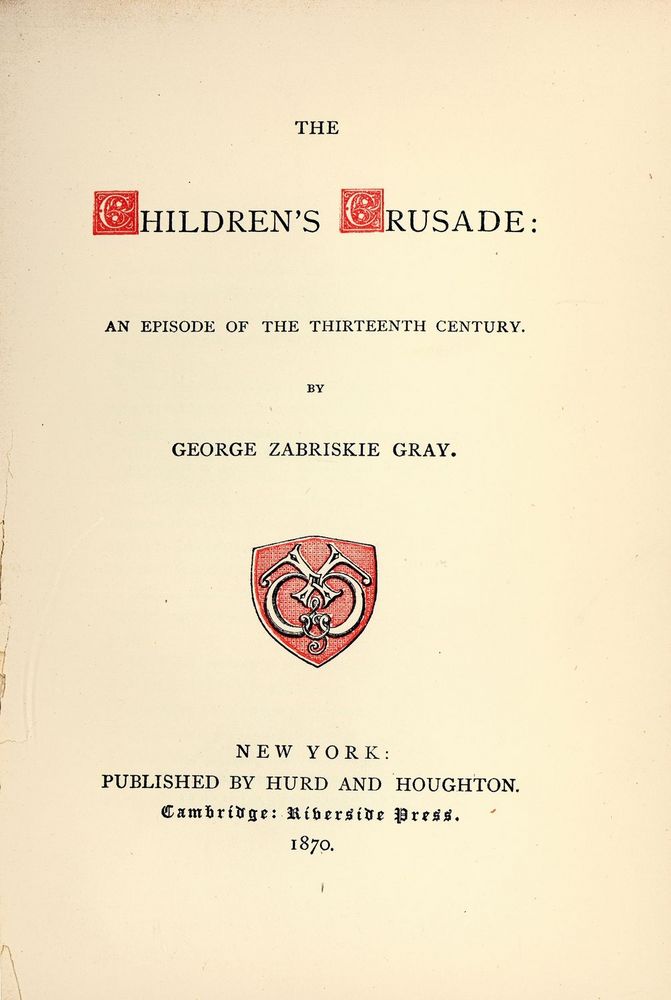 THE
CHILDREN'S CRUSADE:
AN EPISODE OF THE THIRTEENTH CENTURY.
BY
GEORGE ZABRISKIE GRAY.
NEW YORK:
PUBLISHED BY HURD AND HOUGHTON.
Cambridge: Riverside Press.
1870.